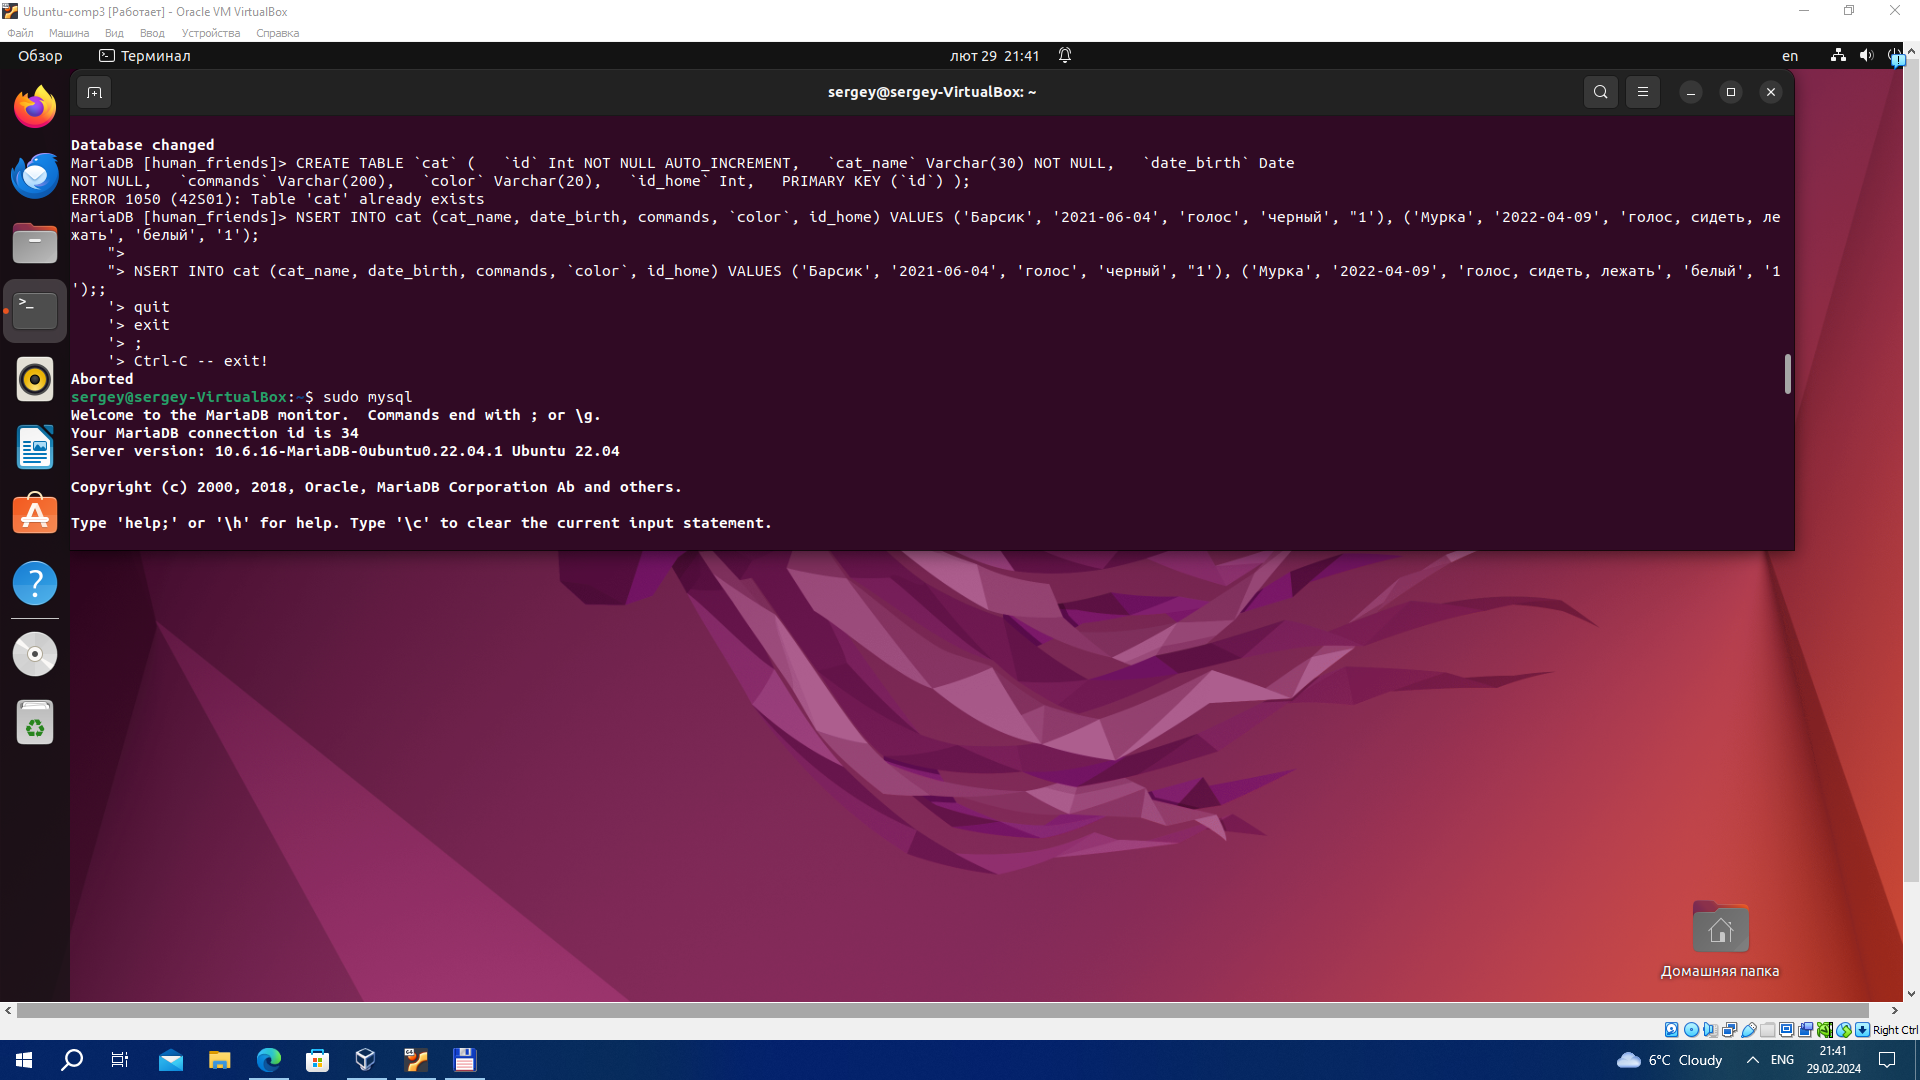 Ubuntu-comp3 [Работает] - Oracle VM VirtualBox
Файл Машина Вид Ввод Устройства Справка
Обзор Терминал лют 29 21:41 en
sergey@sergey-VirtualBox: ~
Database changed
MariaDB [human_friends]> CREATE TABLE `cat` (   `id` Int NOT NULL AUTO_INCREMENT,   `cat_name` Varchar(30) NOT NULL,   `date_birth` Date
NOT NULL,   `commands` Varchar(200),   `color` Varchar(20),   `id_home` Int,   PRIMARY KEY (`id`) );
ERROR 1050 (42S01): Table 'cat' already exists
MariaDB [human_friends]> NSERT INTO cat (cat_name, date_birth, commands, `color`, id_home) VALUES ('Барсик', '2021-06-04', 'голос', 'черный', "1'), ('Мурка', '2022-04-09', 'голос, сидеть, ле
жать', 'белый', '1');
    ">
    "> NSERT INTO cat (cat_name, date_birth, commands, `color`, id_home) VALUES ('Барсик', '2021-06-04', 'голос', 'черный', "1'), ('Мурка', '2022-04-09', 'голос, сидеть, лежать', 'белый', '1
');;
    '> quit
    '> exit
    '> ;
    '> Ctrl-C -- exit!
Aborted
sergey@sergey-VirtualBox:~$ sudo mysql
Welcome to the MariaDB monitor.  Commands end with ; or \g.
Your MariaDB connection id is 34
Server version: 10.6.16-MariaDB-0ubuntu0.22.04.1 Ubuntu 22.04
Copyright (c) 2000, 2018, Oracle, MariaDB Corporation Ab and others.
Type 'help;' or '\h' for help. Type '\c' to clear the current input statement.
Домашняя папка
Right Ctrl
6°C Cloudy ENG 21:41
29.02.2024